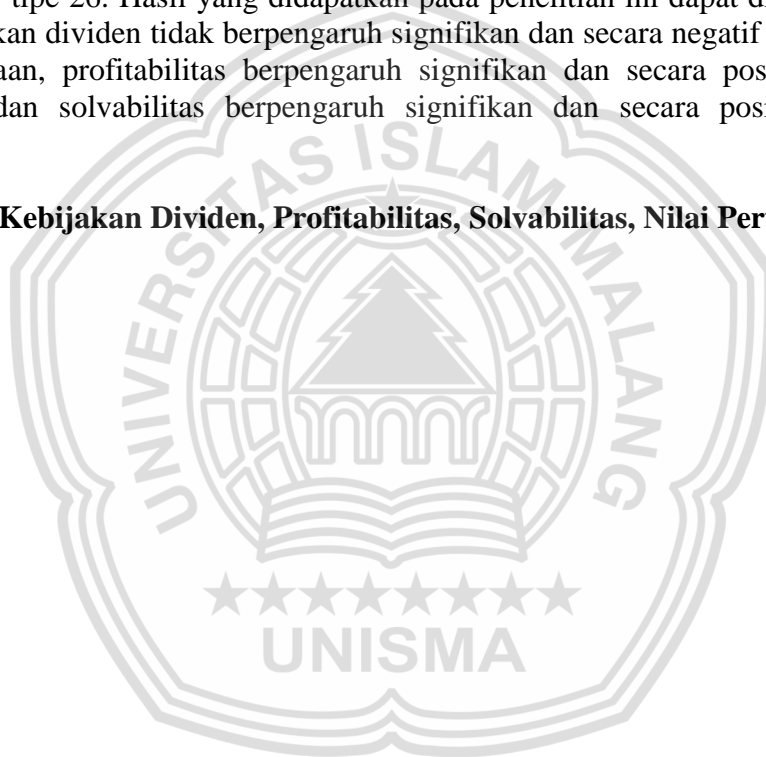 tipe 26. Hasil yang didapatkan pada penelitian ini dapat di
kan dividen tidak berpengaruh signifikan dan secara negatif
aan, profitabilitas berpengaruh signifikan dan secara pos
dan solvabilitas berpengaruh signifikan dan secara posi
Kebijakan Dividen, Profitabilitas, Solvabilitas, Nilai Per
UNIVERSITAS ISLAM MALANG
UNISMA